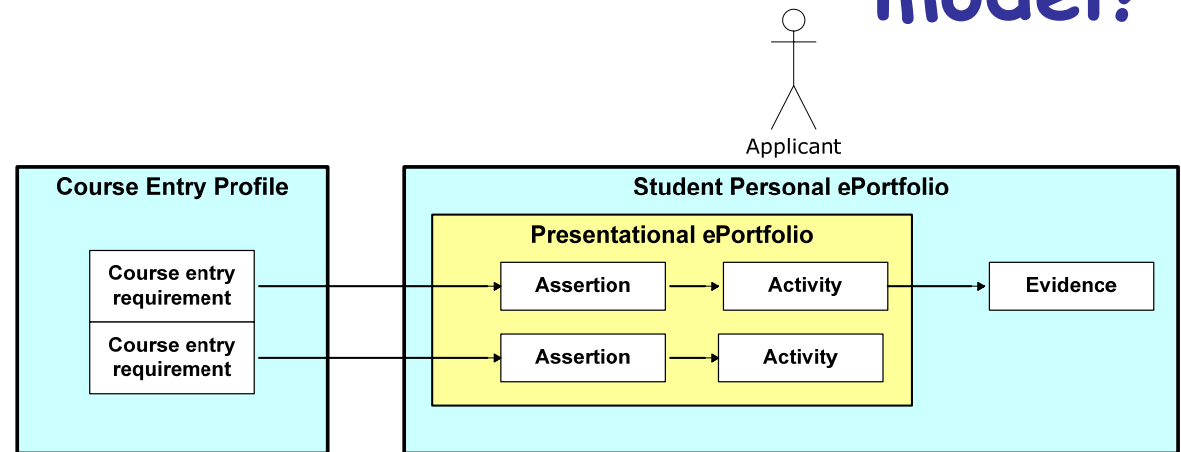 model?
Applicant
Course Entry Profile
Student Personal ePortfolio
Presentational ePortfolio
Course entry
requirement
Assertion
Activity
Evidence
Course entry
requirement
Assertion
Activity